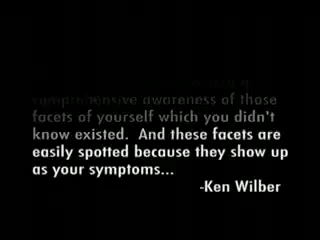 comprehensive awareness of those
facets of yourself which you didn't
know existed.  And these facets are
easily spotted because they show up
as your symptoms...
-Ken Wilber